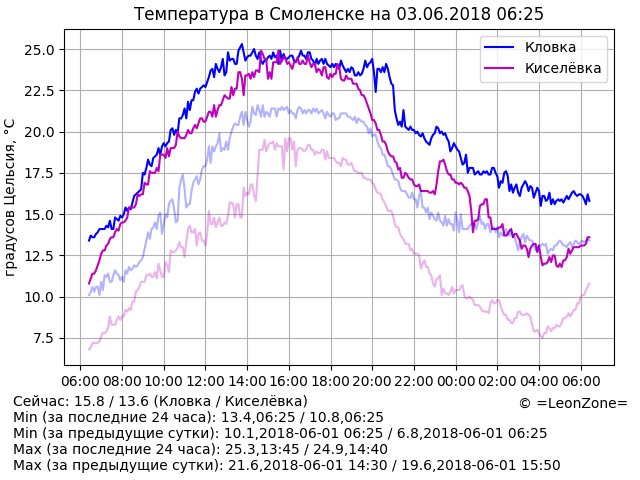 Температура в Смоленске на 03.06.2018 06:25
Кловка
Киселёвка
градусов Цельсия, °C
25.0
22.5
20.0
17.5
15.0
12.5
10.0
7.5
06:00 08:00 10:00 12:00 14:00 16:00 18:00 20:00 22:00 00:00 02:00 04:00 06:00
Сейчас: 15.8 / 13.6 (Кловка / Киселёвка)
© =LeonZone=
Min (за последние 24 часа): 13.4,06:25 / 10.8,06:25
Min (за предыдущие сутки): 10.1,2018-06-01 06:25 / 6.8,2018-06-01 06:25
Max (за последние 24 часа): 25.3,13:45 / 24.9,14:40
Max (за предыдущие сутки): 21.6,2018-06-01 14:30 / 19.6,2018-06-01 15:50